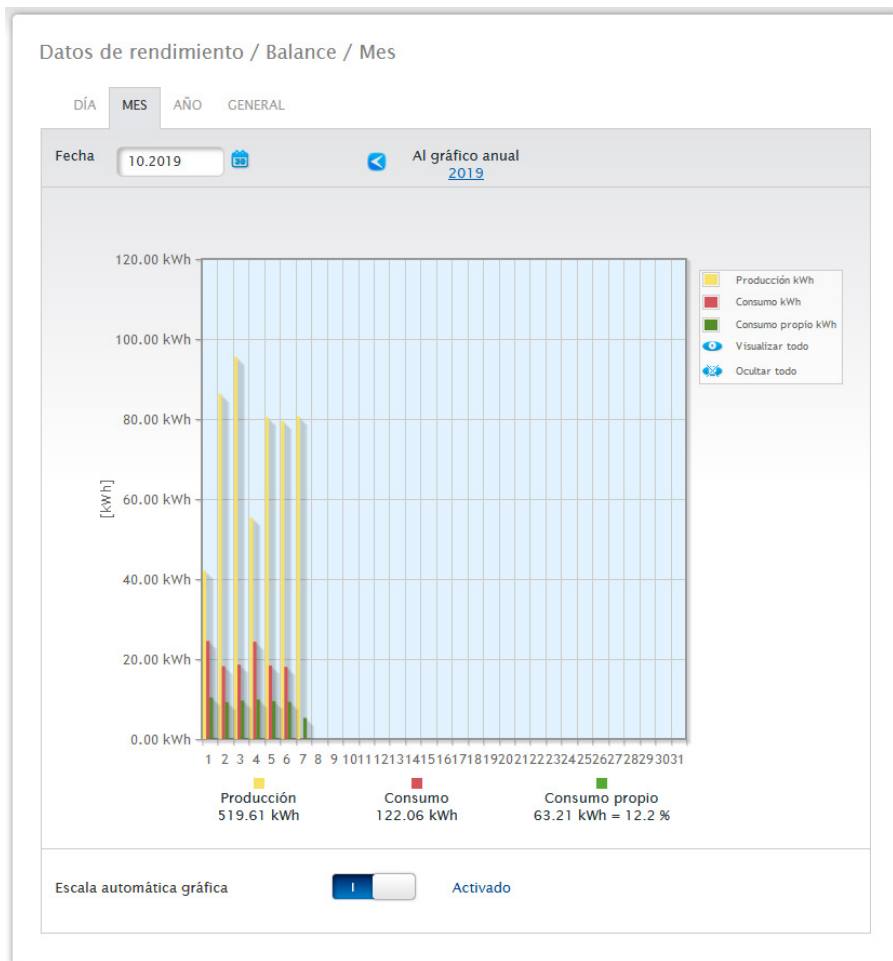 Datos de rendimiento / Balance / Mes
DÍA MES AÑO GENERAL
Fecha 10.2019 30 Al gráfico anual
2019
120.00 kWh
100.00 kWh
80.00 kWh
60.00 kWh
40.00 kWh
20.00 kWh
0.00 kWh
[kWh]
Producción kWh
Consumo kWh
Consumo propio kWh
Visualizar todo
Ocultar todo
1 2 3 4 5 6 7 8 9 10 11 12 13 14 15 16 17 18 19 20 21 22 23 24 25 26 27 28 29 30 31
Producción Consumo Consumo propio
519.61 kWh 122.06 kWh 63.21 kWh = 12.2 %
Escala automática gráfica I Activado